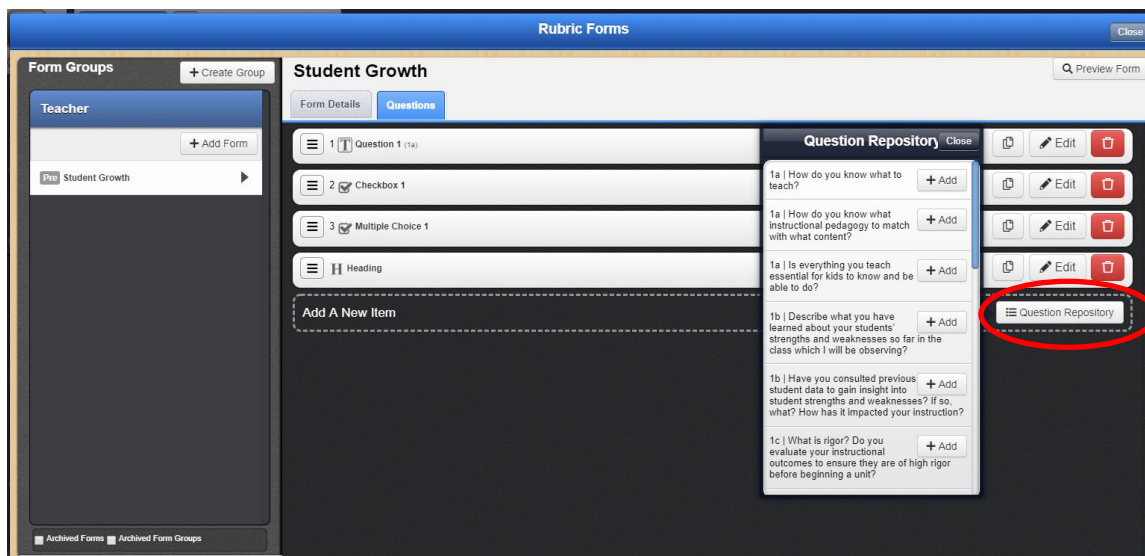 Rubric Forms
Close
Form Groups
Create Group
Teacher
Add Form
Pre Student Growth
Archived Forms
Archived Form Groups
Student Growth
Preview Form
Form Details
Questions
1 T Question 1 (1a)
Edit
2 Checkbox 1
Edit
3 Multiple Choice 1
Edit
H Heading
Edit
Add A New Item
Question Repository
Question Repository
Close
1a | How do you know what to
teach?
Add
1a | How do you know what
instructional pedagogy to match
with what content?
Add
1a | Is everything you teach
essential for kids to know and be
able to do?
Add
1b | Describe what you have
learned about your students'
strengths and weaknesses so far in the
class which I will be observing?
Add
1b | Have you consulted previous
student data to gain insight into
student strengths and weaknesses? If so,
what? How has it impacted your instruction?
Add
1c | What is rigor? Do you
evaluate your instructional
outcomes to ensure they are of high rigor
before beginning a unit?
Add